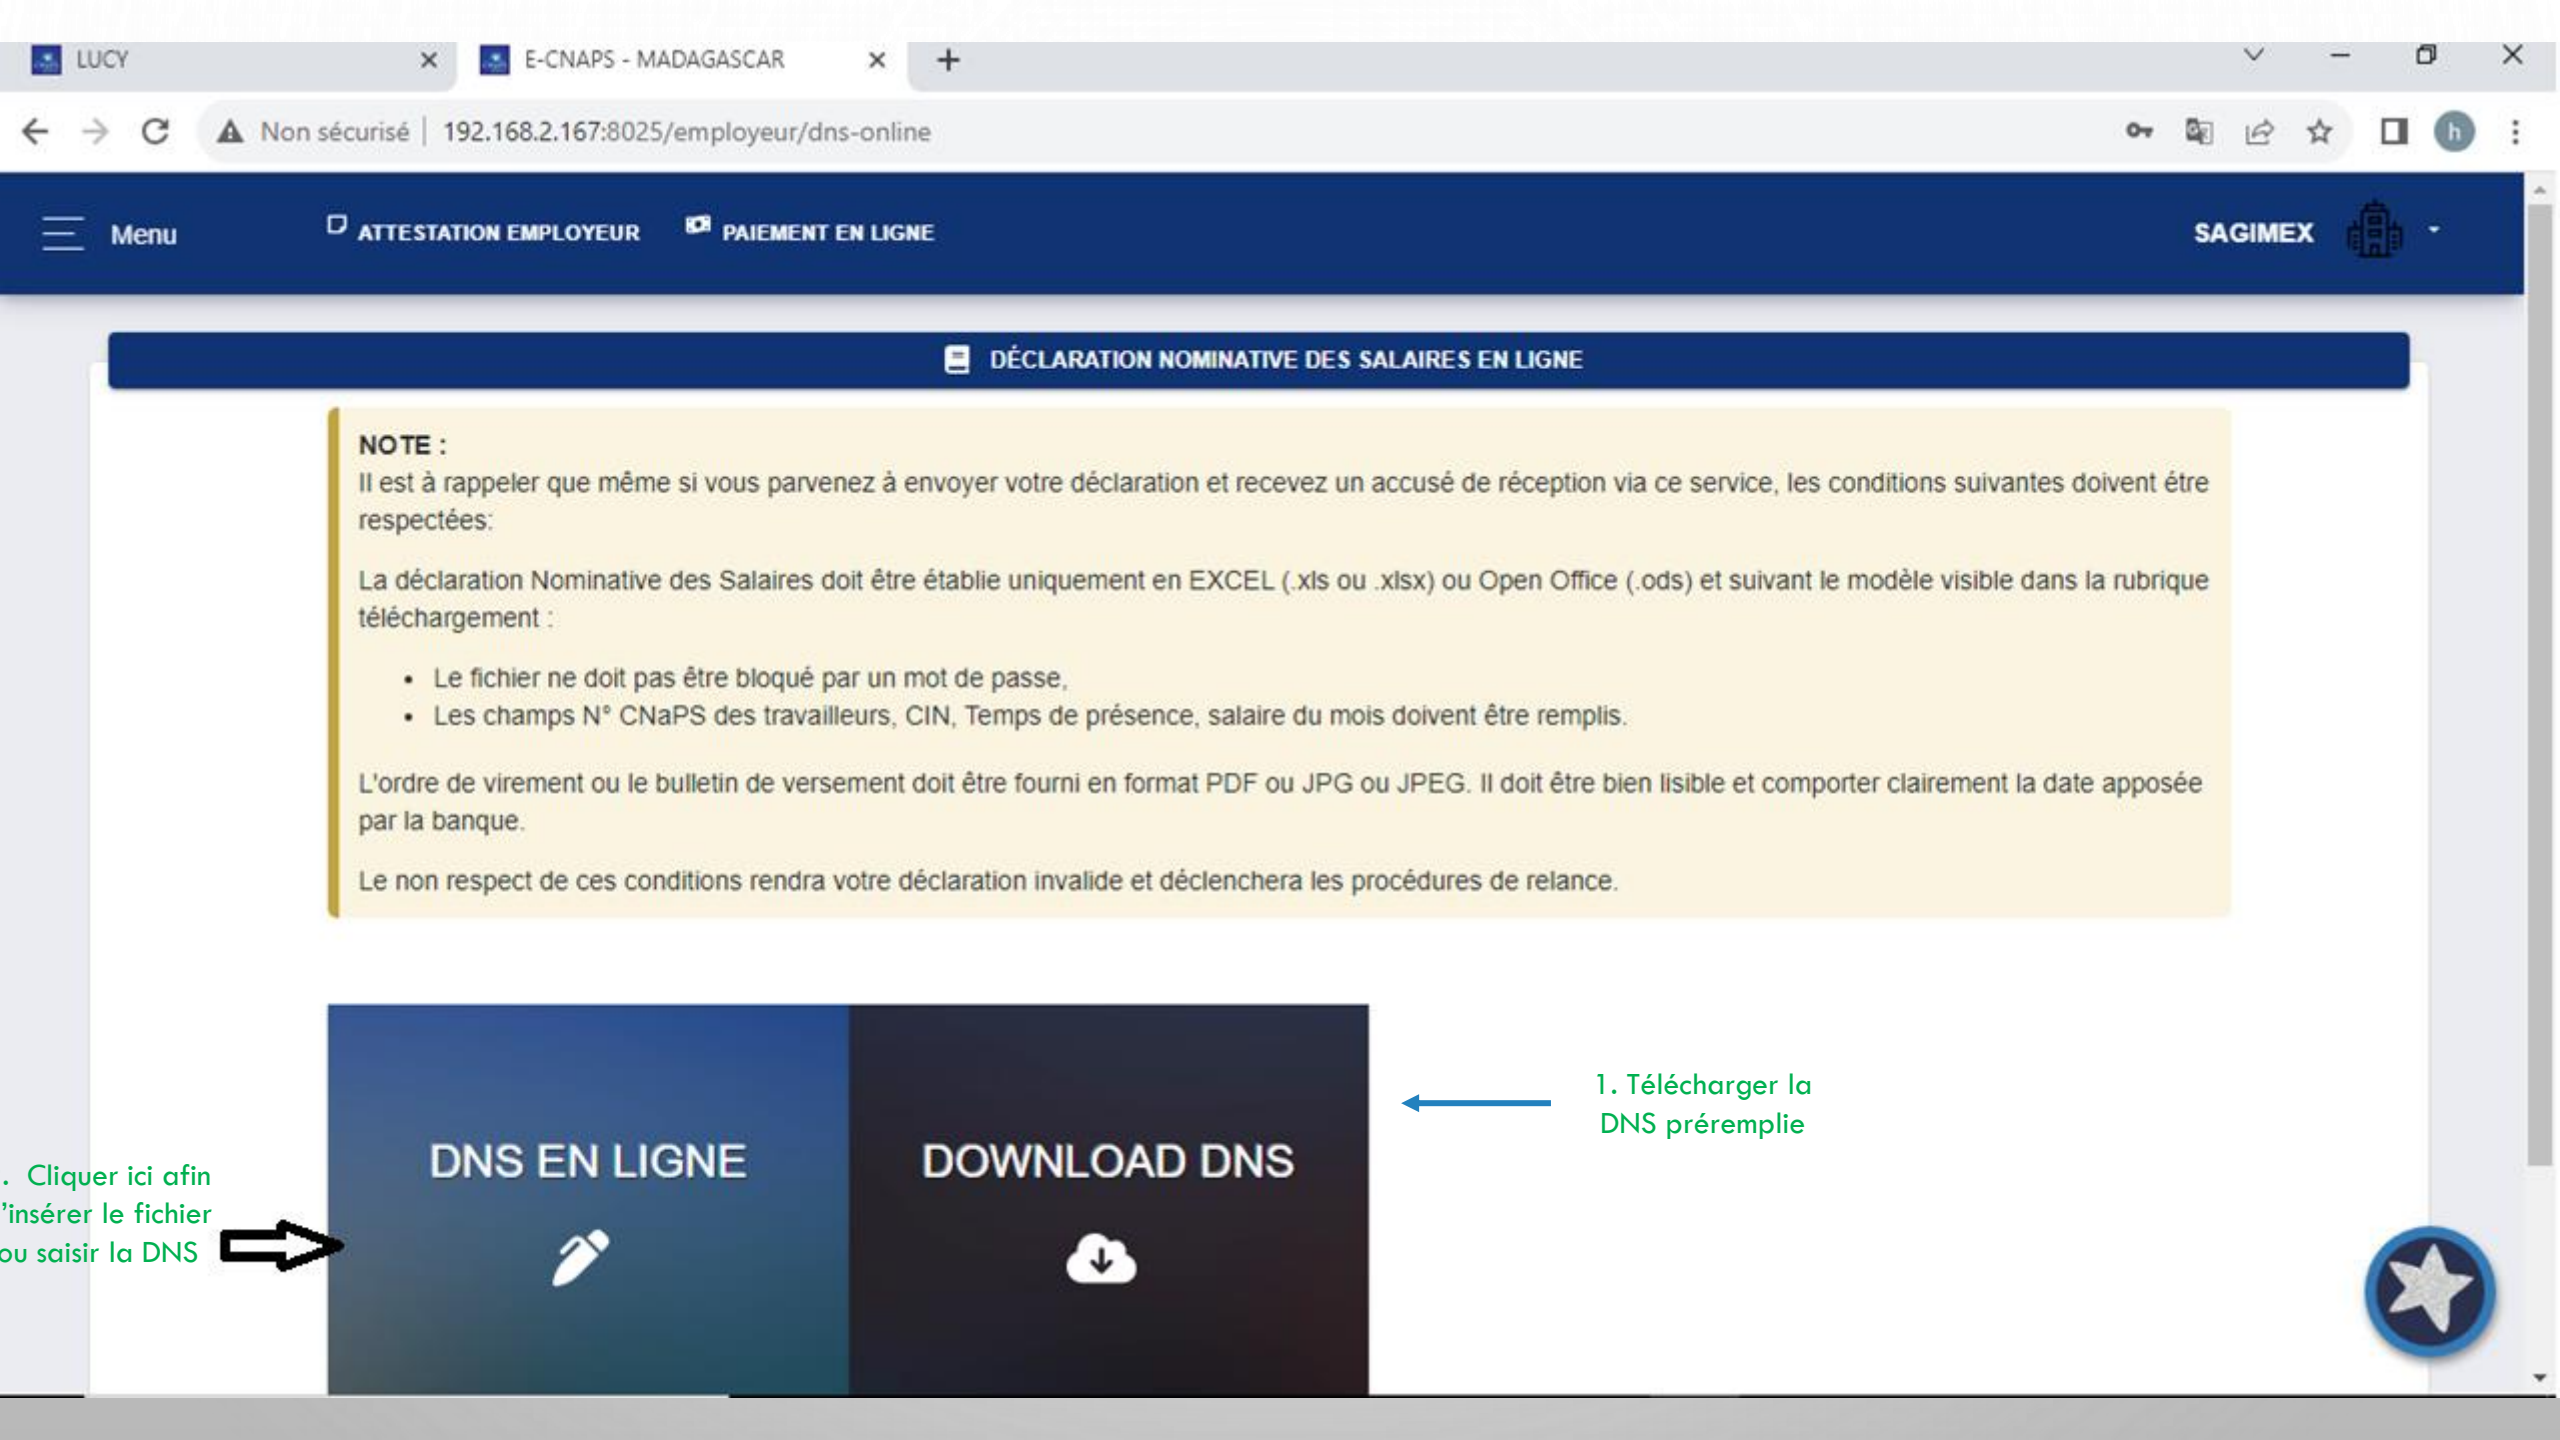 LUCY
E-CNAPS - MADAGASCAR
Non sécurisé | 192.168.2.167:8025/employeur/dns-online
h
Menu
ATTESTATION EMPLOYEUR
PAIEMENT EN LIGNE
SAGIMEX
DÉCLARATION NOMINATIVE DES SALAIRES EN LIGNE
NOTE :
Il est à rappeler que même si vous parvenez à envoyer votre déclaration et recevez un accusé de réception via ce service, les conditions suivantes doivent étre
respectées:
La déclaration Nominative des Salaires doit être établie uniquement en EXCEL (.xls ou .xlsx) ou Open Office (.ods) et suivant le modèle visible dans la rubrique
téléchargement :
• Le fichier ne doit pas être bloqué par un mot de passe,
• Les champs N° CNaPS des travailleurs, CIN, Temps de présence, salaire du mois doivent être remplis.
L'ordre de virement ou le bulletin de versement doit être fourni en format PDF ou JPG ou JPEG. Il doit être bien lisible et comporter clairement la date apposée
par la banque.
Le non respect de ces conditions rendra votre déclaration invalide et déclenchera les procédures de relance.
1. Télécharger la
DNS préremplie
DNS EN LIGNE
DOWNLOAD DNS
. Cliquer ici afin
'insérer le fichier
ou saisir la DNS